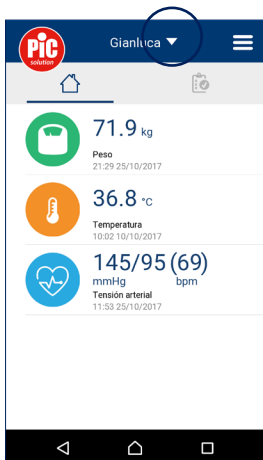 PiC
solution
Gianluca
71.9 kg
Peso
21:29 25/10/2017
36.8 °C
Temperatura
10:02 10/10/2017
145/95 (69)
mmHg bpm
Tensión arterial
11:53 25/10/2017